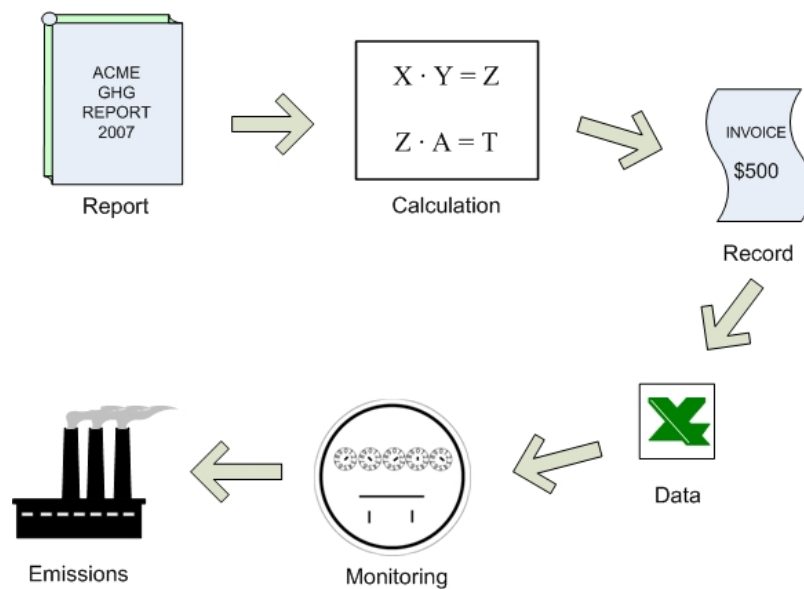 ACME
GHG
REPORT
2007
Report
X · Y = Z
Z · A = T
Calculation
INVOICE
$500
Record
Data
Monitoring
Emissions